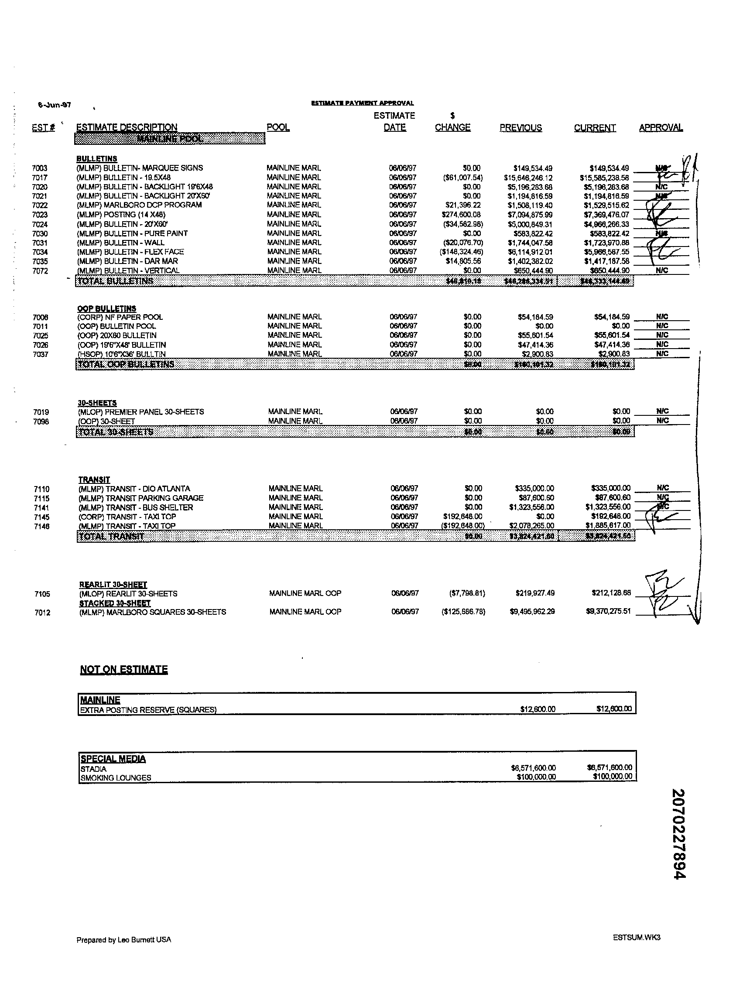 6-Jun-97
ESTIMATE PAYMENT APPROVAL
ESTIMATE $
EST # ESTIMATE DESCRIPTION POOL DATE CHANGE PREVIOUS CURRENT APPROVAL
MAINLINE POOL
BULLETINS
7003 (MLMP) BULLETIN- MARQUEE SIGNS MAINLINE MARL 06/06/97 $0.00 $149,534.49 $149,534.49
7017 (MLMP) BULLETIN - 19.5X48 MAINLINE MARL 06/06/97 ($61,007.54) $15,646,246.12 $15,585,238.58
7020 (MLMP) BULLETIN - BACKLIGHT 19'6X48 MAINLINE MARL 06/06/97 $0.00 $5,196,283.68 $5,196,283.68 N/C
7021 (MLMP) BULLETIN - BACKLIGHT 20'X60' MAINLINE MARL 06/06/97 $0.00 $1,194,816.59 $1,194,816.59
7022 (MLMP) MARLBORO DCP PROGRAM MAINLINE MARL 06/06/97 $21,396.22 $1,508,119.40 $1,529,515.62
7023 (MLMP) POSTING (14 X48) MAINLINE MARL 06/06/97 $274,600.08 $7,094,875.99 $7,369,476.07
7024 (MLMP) BULLETIN - 20'X60' MAINLINE MARL 06/06/97 ($34,582.98) $5,000,849.31 $4,966,266.33
7030 (MLMP) BULLETIN - PURE PAINT MAINLINE MARL 06/06/97 $0.00 $583,822.42 $583,822.42
7031 (MLMP) BULLETIN - WALL MAINLINE MARL 06/06/97 ($20,076.70) $1,744,047.58 $1,723,970.88
7034 (MLMP) BULLETIN - FLEX FACE MAINLINE MARL 06/06/97 ($148,324.46) $6,114,912.01 $5,966,587.55
7035 (MLMP) BULLETIN - DAR MAR MAINLINE MARL 06/06/97 $14,805.56 $1,402,382.02 $1,417,187.58
7072 (MLMP) BULLETIN - VERTICAL MAINLINE MARL 06/06/97 $0.00 $650,444.90 $650,444.90 N/C
TOTAL BULLETINS
OOP BULLETINS
7008 (CORP) NF PAPER POOL MAINLINE MARL 06/06/97 $0.00 $54,184.59 $54,184.59 N/C
7011 (OOP) BULLETIN POOL MAINLINE MARL 06/06/97 $0.00 $0.00 $0.00 N/C
7025 (OOP) 20X60 BULLETIN MAINLINE MARL 06/06/97 $0.00 $55,601.54 $55,601.54 N/C
7026 (OOP) 19'6"X48' BULLETIN MAINLINE MARL 06/06/97 $0.00 $47,414.36 $47,414.36 N/C
7037 (HSOP) 10'6"X36' BULLTIN MAINLINE MARL 06/06/97 $0.00 $2,900.83 $2,900.83 N/C
TOTAL OOP BULLETINS $0.00 $160,101.32 $160,101.32
30-SHEETS
7019 (MLOP) PREMIER PANEL 30-SHEETS MAINLINE MARL 06/06/97 $0.00 $0.00 $0.00 N/C
7096 (OOP) 30-SHEET MAINLINE MARL 06/06/97 $0.00 $0.00 $0.00 N/C
TOTAL 30-SHEETS $0.00 $0.00 $0.00
TRANSIT
7110 (MLMP) TRANSIT - DIO ATLANTA MAINLINE MARL 06/06/97 $0.00 $335,000.00 $335,000.00 N/C
7115 (MLMP) TRANSIT PARKING GARAGE MAINLINE MARL 06/06/97 $0.00 $87,600.60 $87,600.60 N/C
7141 (MLMP) TRANSIT - BUS SHELTER MAINLINE MARL 06/06/97 $0.00 $1,323,556.00 $1,323,556.00 N/C
7145 (CORP) TRANSIT - TAXI TOP MAINLINE MARL 06/06/97 $192,648.00 $0.00 $192,648.00
7146 (MLMP) TRANSIT - TAXI TOP MAINLINE MARL 06/06/97 ($192,648.00) $2,078,265.00 $1,885,617.00
TOTAL TRANSIT $0.00 $3,824,421.60 $3,824,421.60
REARLIT 30-SHEET
7105 (MLOP) REARLIT 30-SHEETS MAINLINE MARL OOP 06/06/97 ($7,798.81) $219,927.49 $212,128.68
STACKED 30-SHEET
7012 (MLMP) MARLBORO SQUARES 30-SHEETS MAINLINE MARL OOP 06/06/97 ($125,686.78) $9,495,962.29 $9,370,275.51
NOT ON ESTIMATE
MAINLINE
EXTRA POSTING RESERVE (SQUARES) $12,600.00 $12,600.00
SPECIAL MEDIA
STADIA $6,571,600.00 $6,571,600.00
SMOKING LOUNGES $100,000.00 $100,000.00
2070227894
Prepared by Leo Burnett USA ESTSUM.WK3